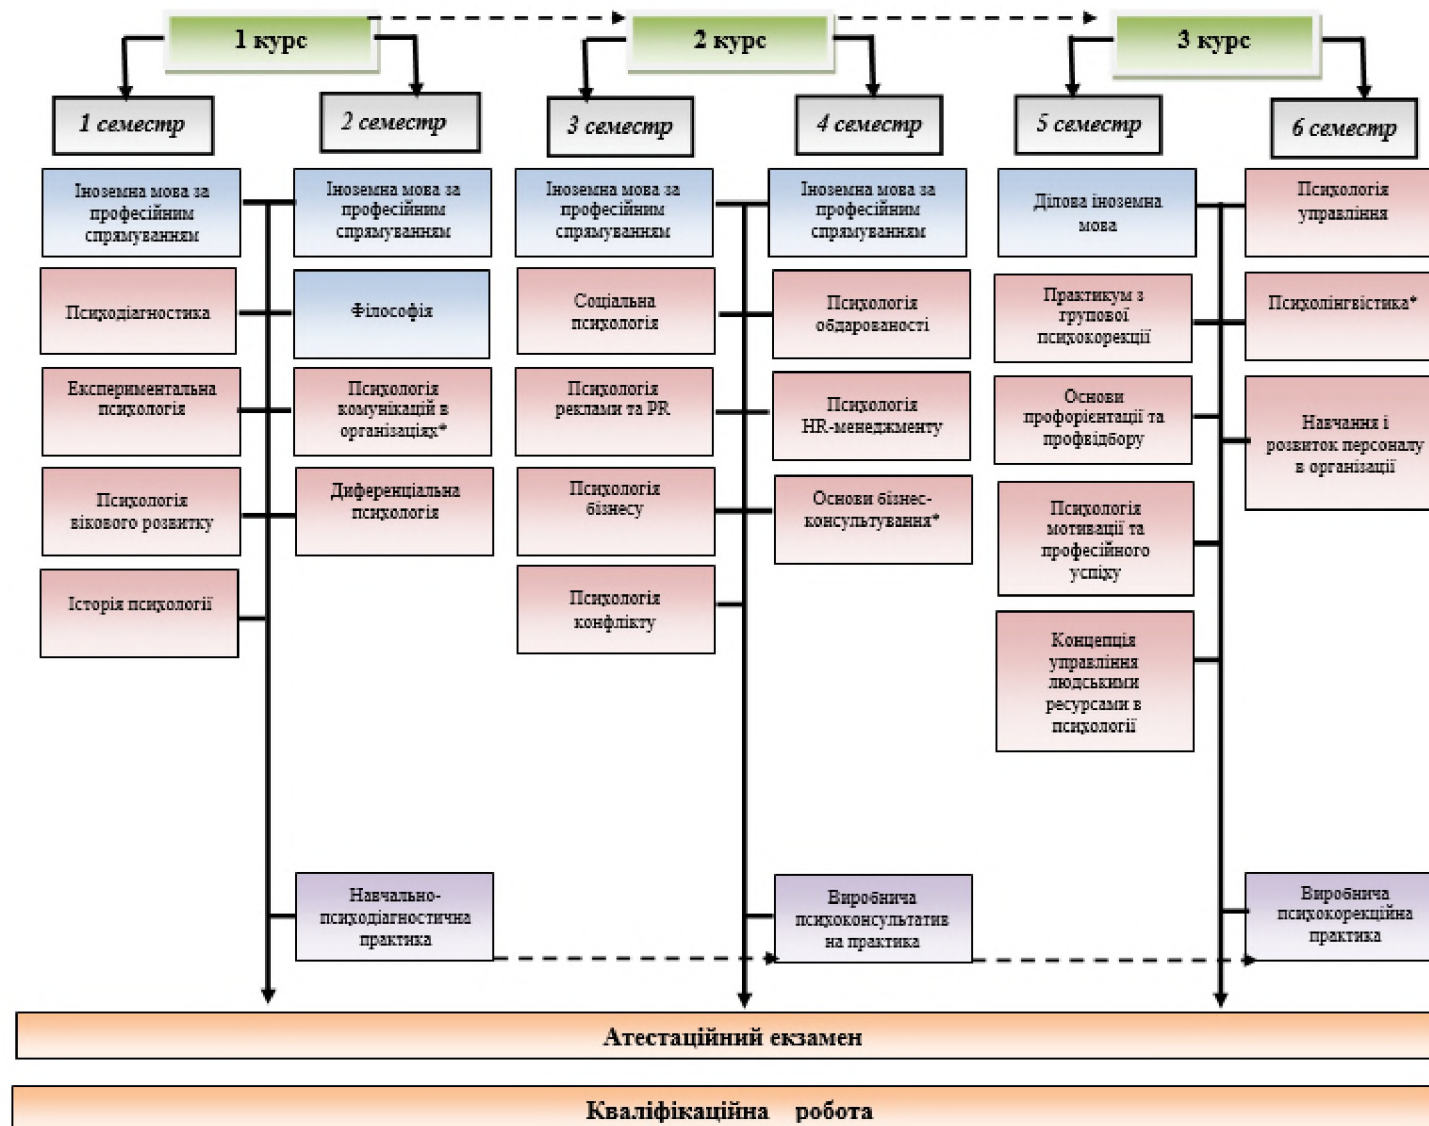 1 курс
2 курс
3 курс
1 семестр
2 семестр
3 семестр
4 семестр
5 семестр
6 семестр
Іноземна мова за
професійним
спрямуванням
Іноземна мова за
професійним
спрямуванням
Іноземна мова за
професійним
спрямуванням
Іноземна мова за
професійним
спрямуванням
Ділова іноземна
мова
Психологія
управління
Психодіагностика
Філософія
Соціальна
психологія
Психологія
обдарованості
Практикум з
групової
психокорекції
Психолінгвістика*
Експериментальна
психологія
Психологія
комунікацій в
організаціях*
Психологія
реклами та PR
Психологія
HR-менеджменту
Основи
профорієнтації та
профвідбору
Навчання і
розвиток персоналу
в організації
Психологія
вікового розвитку
Диференціальна
психологія
Психологія
бізнесу
Основи бізнес-
консультування*
Психологія
мотивації та
професійного
успіху
Історія психології
Психологія
конфлікту
Концепція
управління
людськими
ресурсами в
психології
Навчально-
психодіагностична
практика
Виробнича
психоконсультатив
на практика
Виробнича
психокорекційна
практика
Атестаційний екзамен
Кваліфікаційна робота